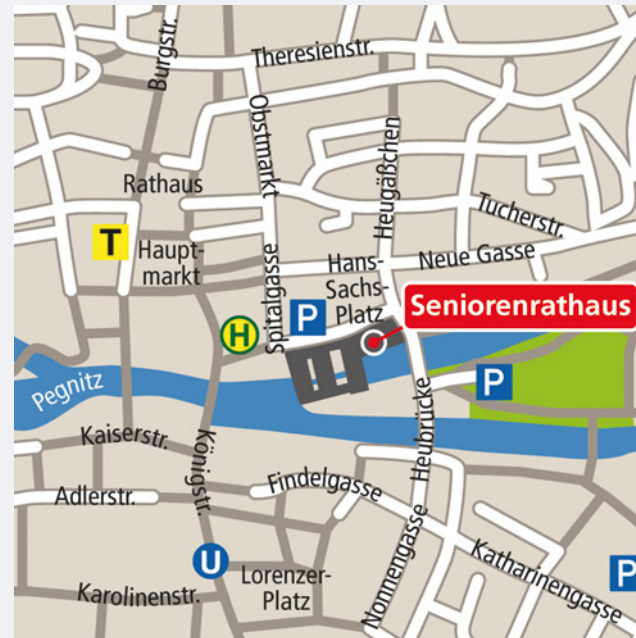 Burgstr.
Theresienstr.
Obstmarkt
Heugäßchen
Rathaus
Tucherstr.
T
Haupt-
markt
Neue Gasse
Hans-
Sachs-
Platz
Spitalgasse
H
P
Seniorenrathaus
Pegnitz
P
Heubrücke
Kaiserstr.
Königstr.
Adlerstr.
Findelgasse
Nonnengasse
Katharinengasse
U
Lorenzer-
Platz
Karolinenstr.
P